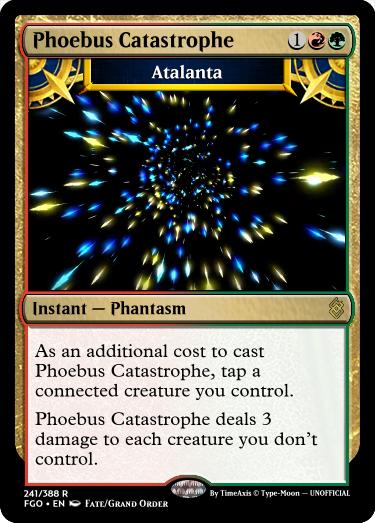 Phoebus Catastrophe 1
Atalanta
Instant — Phantasm
As an additional cost to cast
Phoebus Catastrophe, tap a
connected creature you control.
Phoebus Catastrophe deals 3
damage to each creature you don't
control.
241/388 R
FGO • EN Fate/Grand Order
By TimeAxis © Type-Moon — UNOFFICIAL